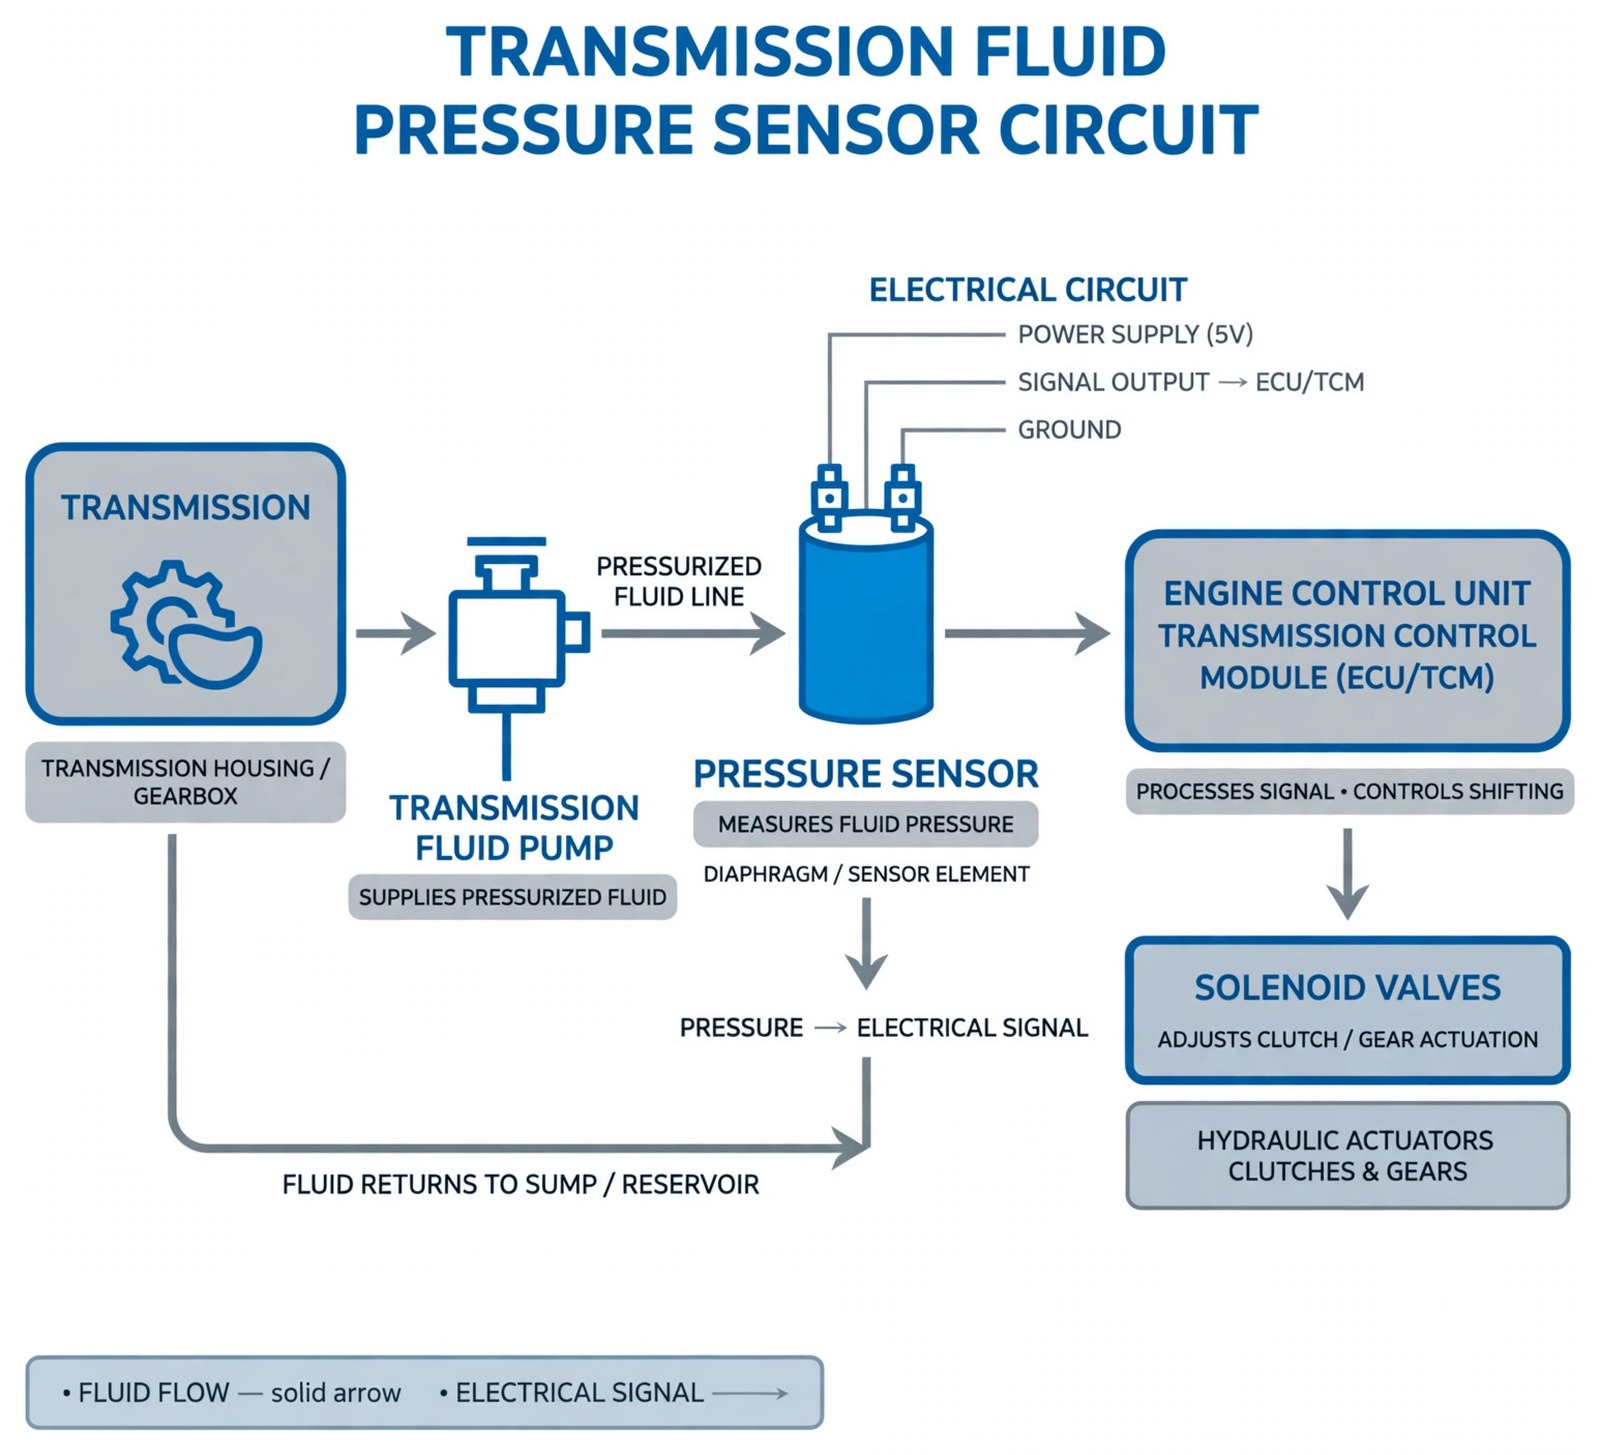 TRANSMISSION FLUID
PRESSURE SENSOR CIRCUIT
ELECTRICAL CIRCUIT
POWER SUPPLY (5V)
SIGNAL OUTPUT → ECU/TCM
GROUND
TRANSMISSION
TRANSMISSION HOUSING /
GEARBOX
TRANSMISSION
FLUID PUMP
SUPPLIES PRESSURIZED FLUID
PRESSURIZED
FLUID LINE
PRESSURE SENSOR
MEASURES FLUID PRESSURE
DIAPHRAGM / SENSOR ELEMENT
PRESSURE → ELECTRICAL SIGNAL
FLUID RETURNS TO SUMP / RESERVOIR
ENGINE CONTROL UNIT
TRANSMISSION CONTROL
MODULE (ECU/TCM)
PROCESSES SIGNAL • CONTROLS SHIFTING
SOLENOID VALVES
ADJUSTS CLUTCH / GEAR ACTUATION
HYDRAULIC ACTUATORS
CLUTCHES & GEARS
• FLUID FLOW — solid arrow • ELECTRICAL SIGNAL →